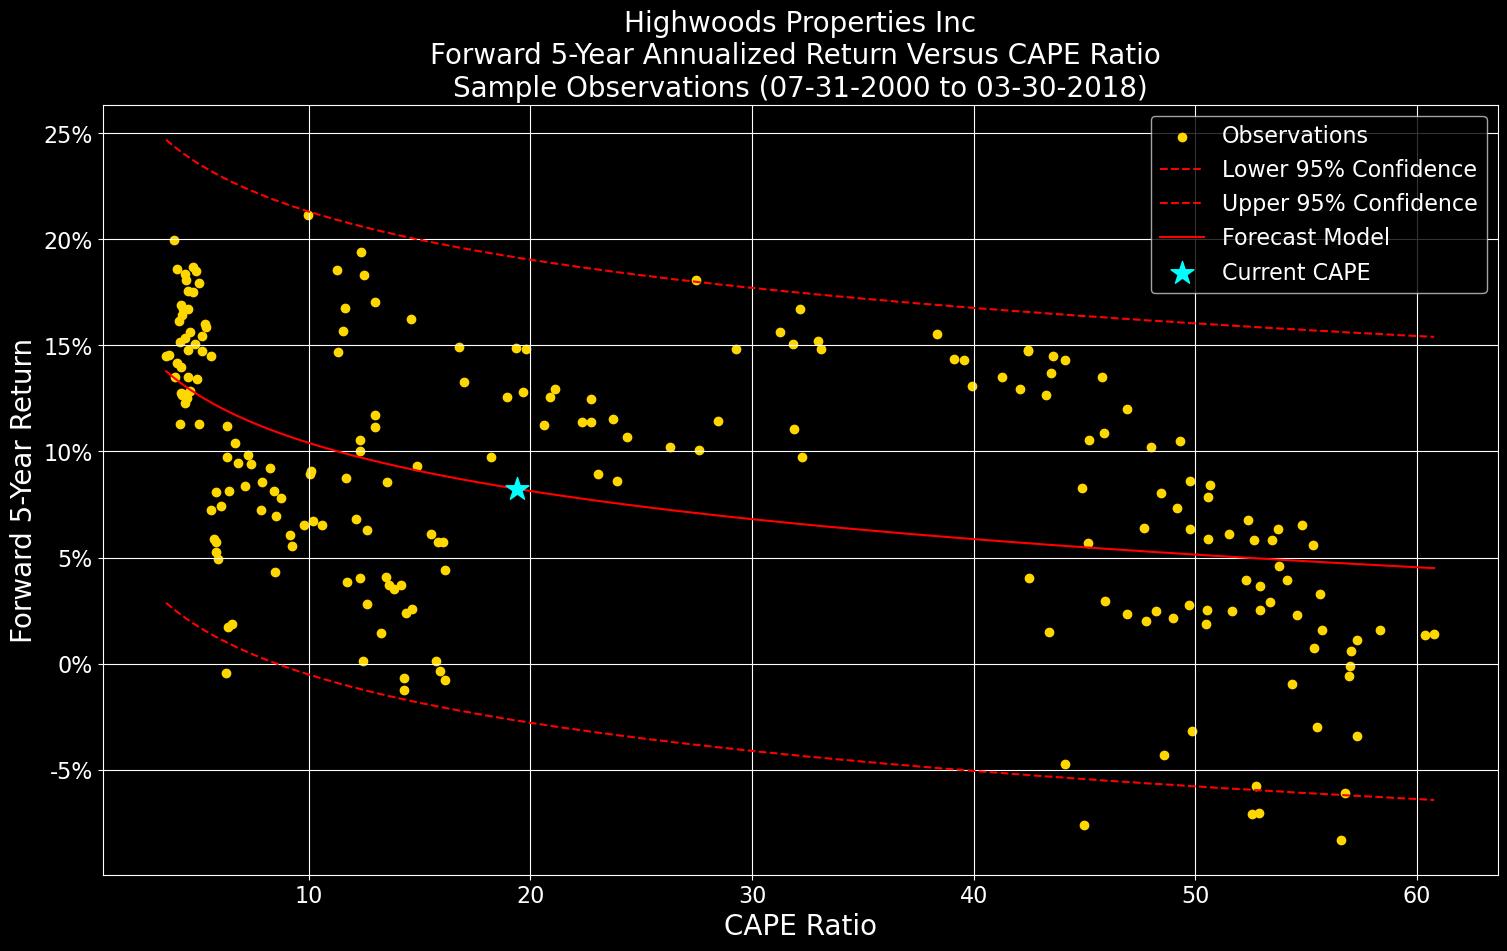 Highwoods Properties Inc
Forward 5-Year Annualized Return Versus CAPE Ratio
Sample Observations (07-31-2000 to 03-30-2018)
Observations
Lower 95% Confidence
Upper 95% Confidence
Forecast Model
Current CAPE
Forward 5-Year Return
25%
20%
15%
10%
5%
0%
-5%
10 20 30 40 50 60
CAPE Ratio